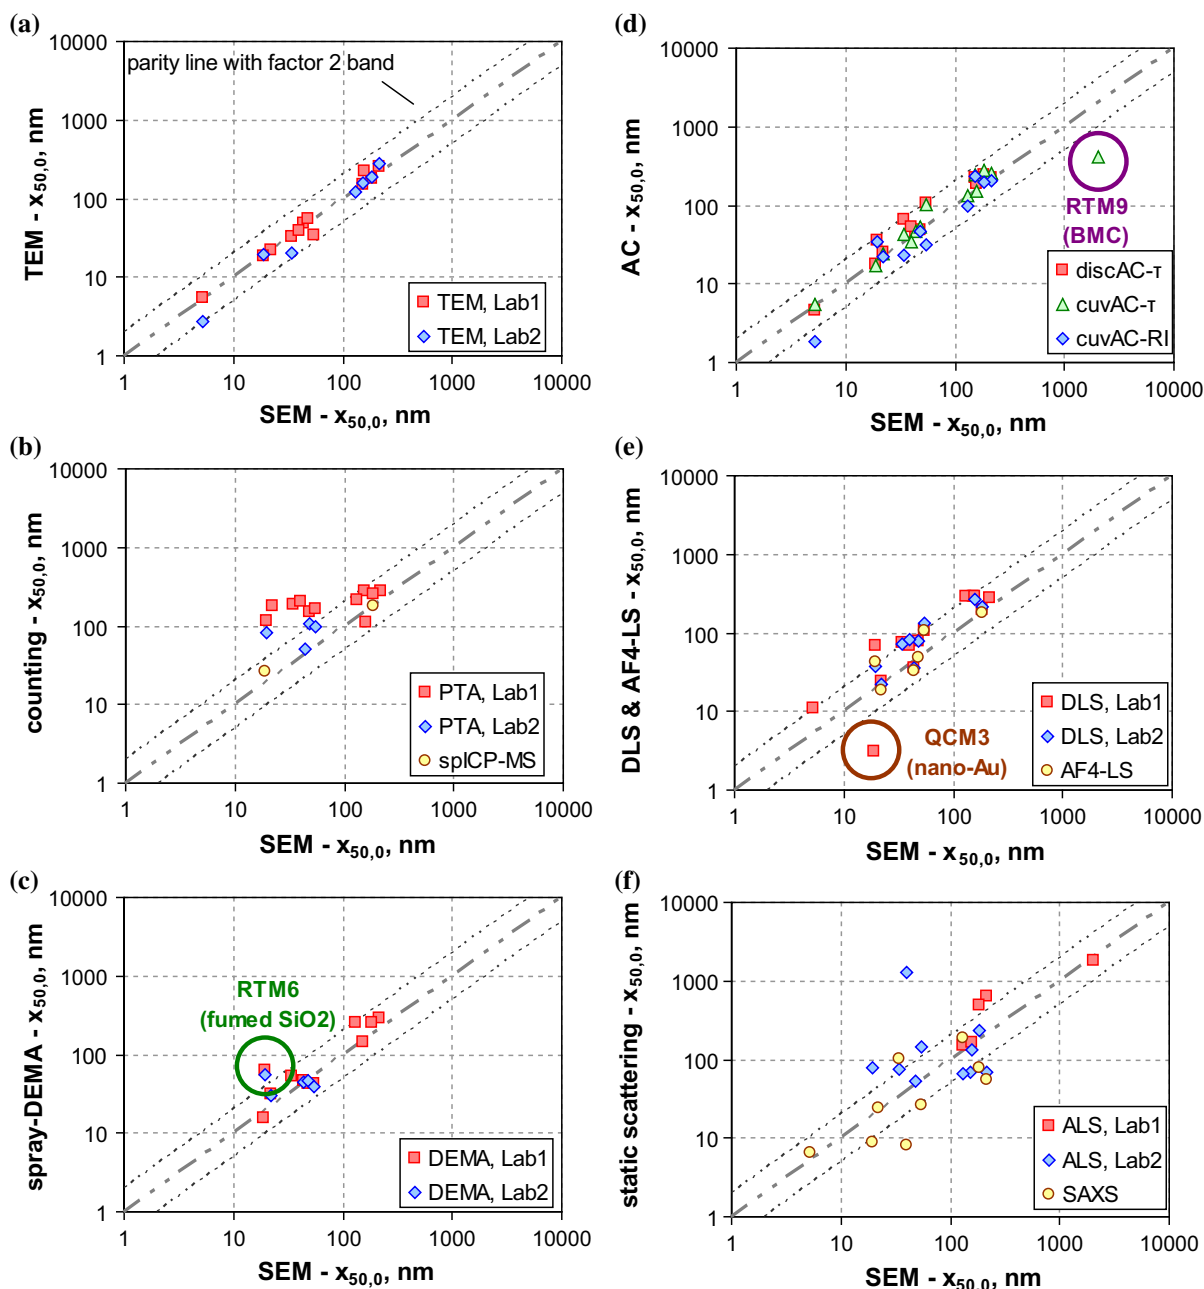 (a)
10000
1000
100
10
1
TEM - x50,0, nm
parity line with factor 2 band
TEM, Lab1
TEM, Lab2
1 10 100 1000 10000
SEM - x50,0, nm
(d)
10000
1000
100
10
1
AC - x50,0, nm
RTM9
(BMC)
discAC-τ
cuvAC-τ
cuvAC-RI
1 10 100 1000 10000
SEM - x50,0, nm
(b)
10000
1000
100
10
1
counting - x50,0, nm
PTA, Lab1
PTA, Lab2
spICP-MS
1 10 100 1000 10000
SEM - x50,0, nm
(e)
10000
1000
100
10
1
DLS & AF4-LS - x50,0, nm
QCM3
(nano-Au)
DLS, Lab1
DLS, Lab2
AF4-LS
1 10 100 1000 10000
SEM - x50,0, nm
(c)
10000
1000
100
10
1
spray-DEMA - x50,0, nm
RTM6
(fumed SiO2)
DEMA, Lab1
DEMA, Lab2
1 10 100 1000 10000
SEM - x50,0, nm
(f)
10000
1000
100
10
1
static scattering - x50,0, nm
ALS, Lab1
ALS, Lab2
SAXS
1 10 100 1000 10000
SEM - x50,0, nm